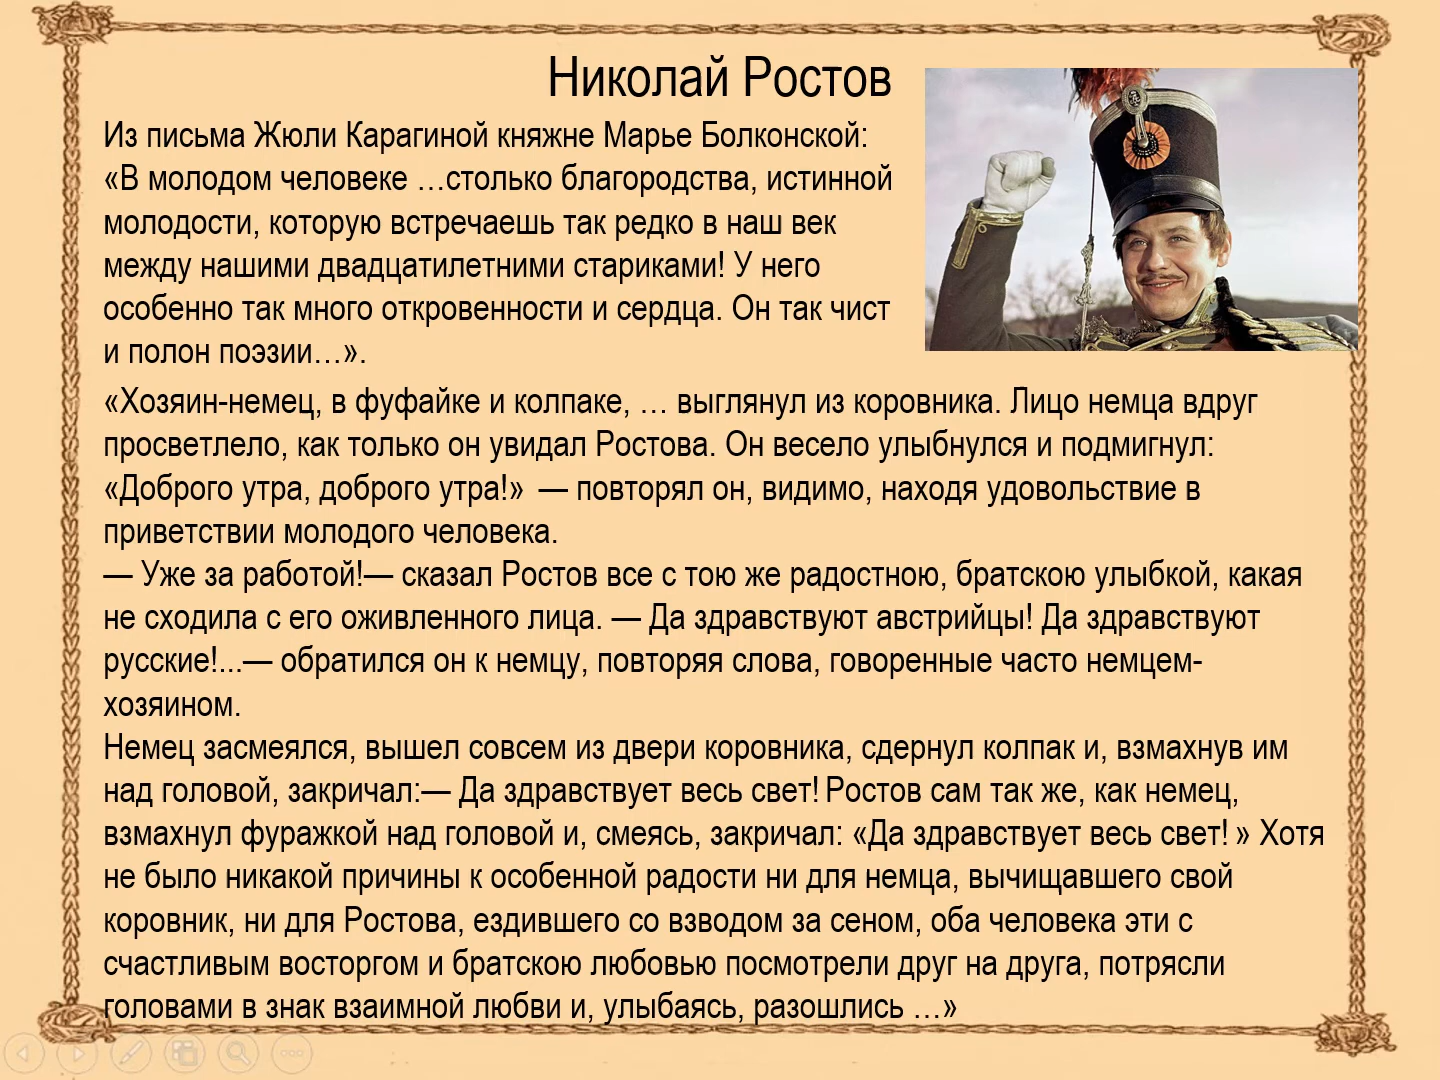 Николай Ростов
Из письма Жюли Карагиной княжне Марье Болконской:
«В молодом человеке …столько благородства, истинной
молодости, которую встречаешь так редко в наш век
между нашими двадцатилетними стариками! У него
особенно так много откровенности и сердца. Он так чист
и полон поэзии…».
«Хозяин-немец, в фуфайке и колпаке, … выглянул из коровника. Лицо немца вдруг
просветлело, как только он увидал Ростова. Он весело улыбнулся и подмигнул:
«Доброго утра, доброго утра!» — повторял он, видимо, находя удовольствие в
приветствии молодого человека.
— Уже за работой!— сказал Ростов все с тою же радостною, братскою улыбкой, какая
не сходила с его оживленного лица. — Да здравствуют австрийцы! Да здравствуют
русские!...— обратился он к немцу, повторяя слова, говоренные часто немцем-
хозяином.
Немец засмеялся, вышел совсем из двери коровника, сдернул колпак и, взмахнув им
над головой, закричал:— Да здравствует весь свет! Ростов сам так же, как немец,
взмахнул фуражкой над головой и, смеясь, закричал: «Да здравствует весь свет! » Хотя
не было никакой причины к особенной радости ни для немца, вычищавшего свой
коровник, ни для Ростова, ездившего со взводом за сеном, оба человека эти с
счастливым восторгом и братскою любовью посмотрели друг на друга, потрясли
головами в знак взаимной любви и, улыбаясь, разошлись …»